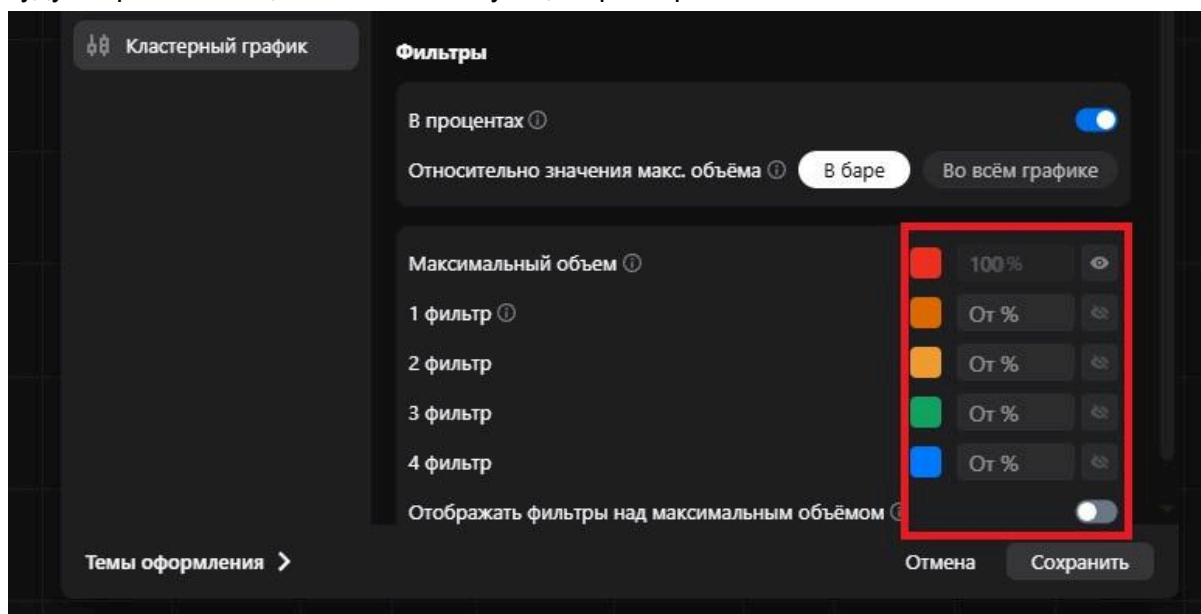 Кластерный график
Фильтры
В процентах
Относительно значения макс. объёма В баре Во всём графике
Максимальный объем 100%
1 фильтр От %
2 фильтр От %
3 фильтр От %
4 фильтр От %
Отображать фильтры над максимальным объёмом
Темы оформления Отмена Сохранить